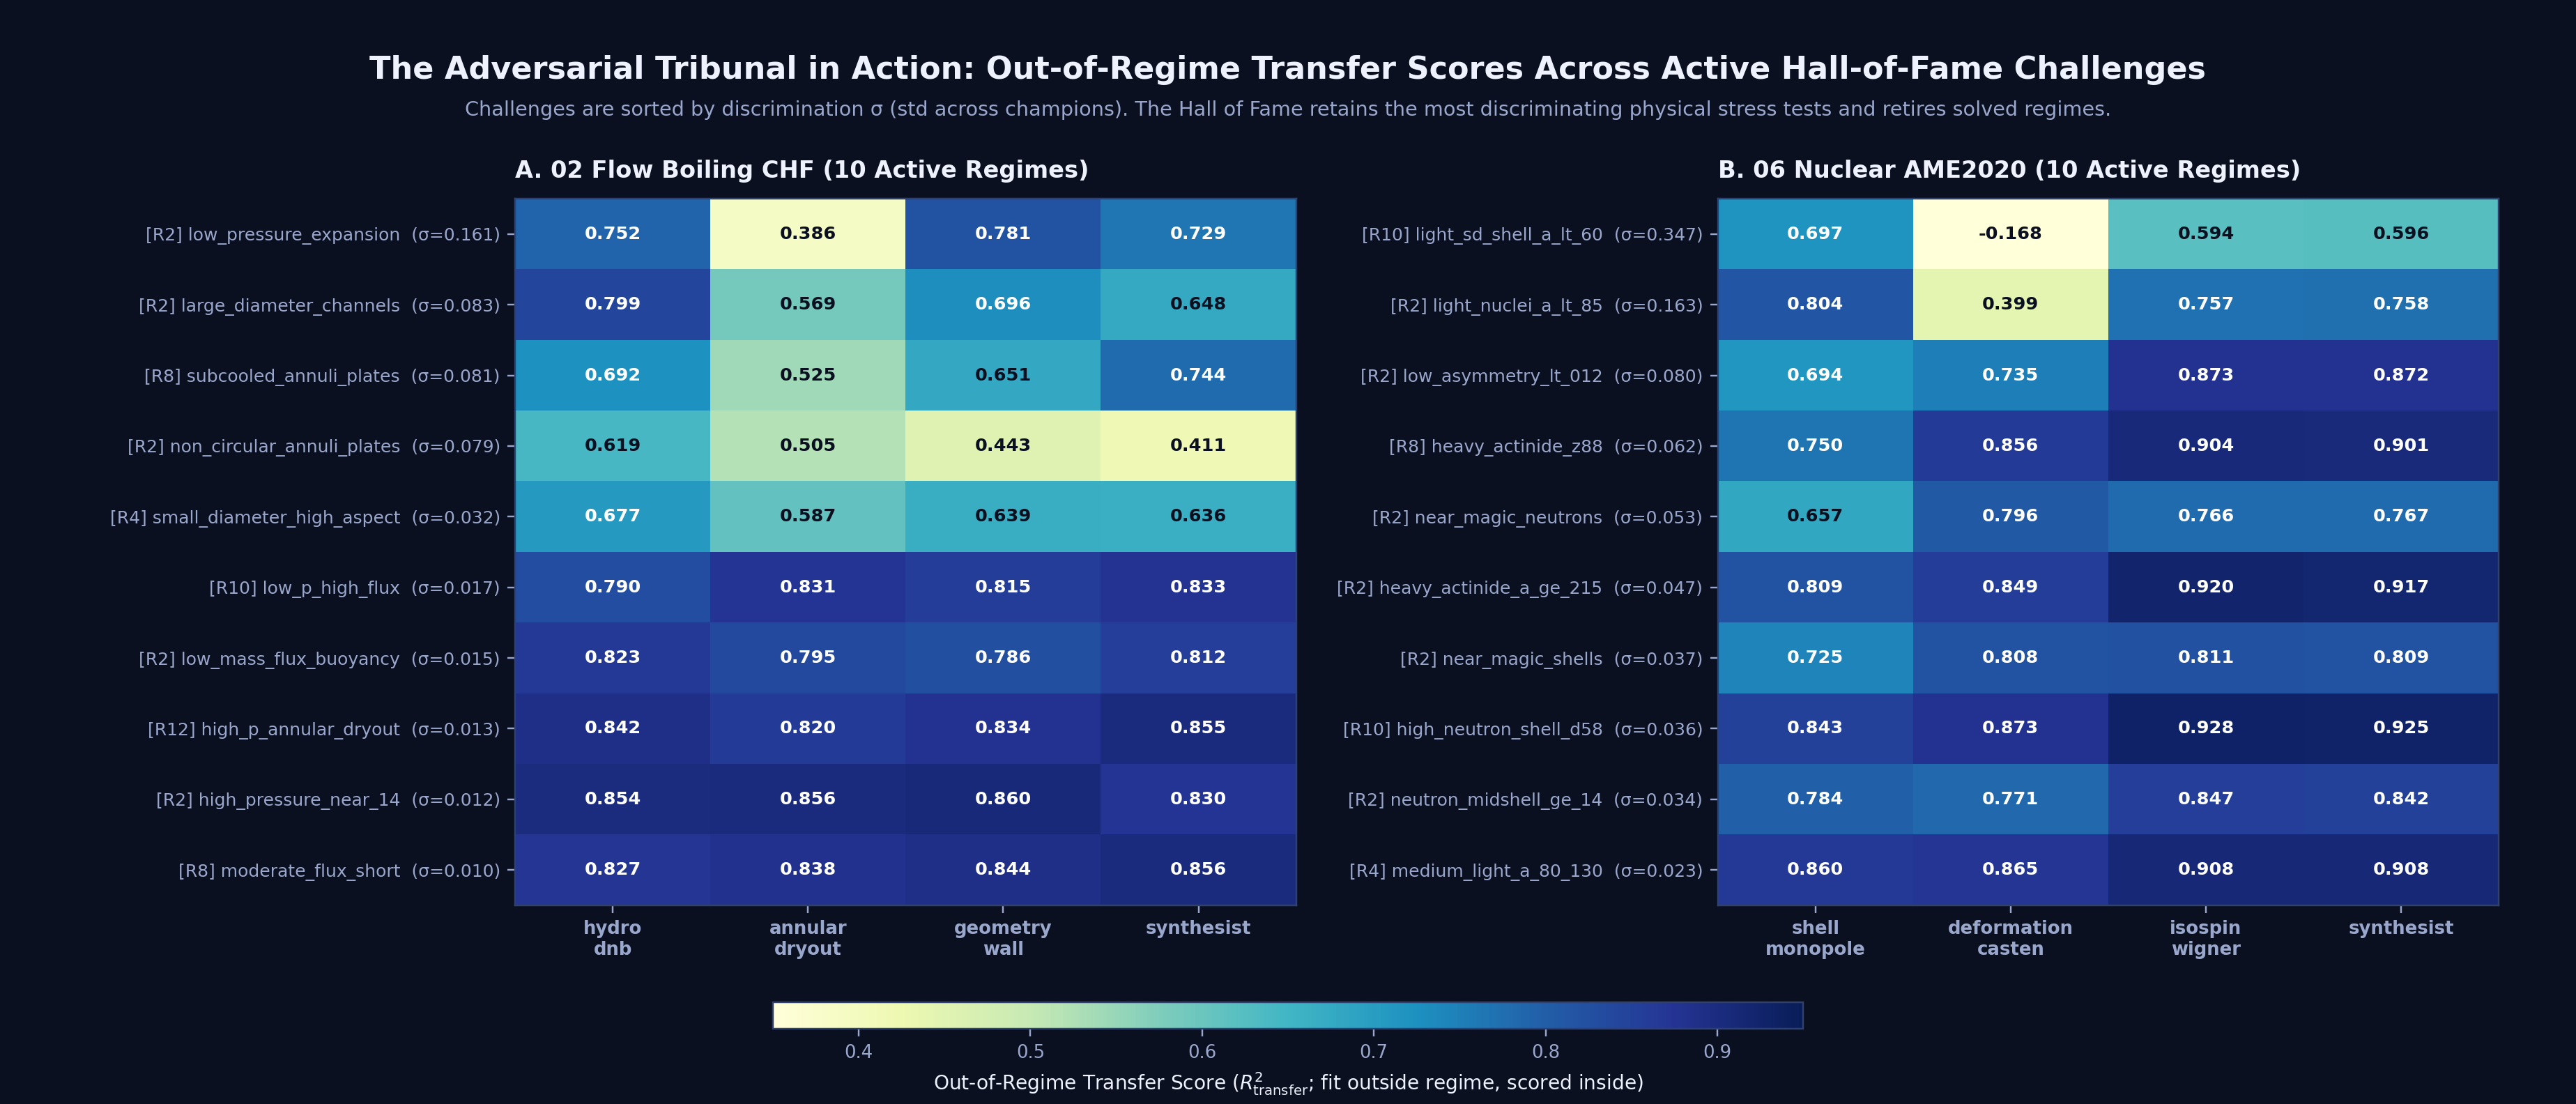 The Adversarial Tribunal in Action: Out-of-Regime Transfer Scores Across Active Hall-of-Fame Challenges
Challenges are sorted by discrimination σ (std across champions). The Hall of Fame retains the most discriminating physical stress tests and retires solved regimes.
A. 02 Flow Boiling CHF (10 Active Regimes)
[R2] low_pressure_expansion (σ=0.161) 0.752 0.386 0.781 0.729
[R2] large_diameter_channels (σ=0.083) 0.799 0.569 0.696 0.648
[R8] subcooled_annuli_plates (σ=0.081) 0.692 0.525 0.651 0.744
[R2] non_circular_annuli_plates (σ=0.079) 0.619 0.505 0.443 0.411
[R4] small_diameter_high_aspect (σ=0.032) 0.677 0.587 0.639 0.636
[R10] low_p_high_flux (σ=0.017) 0.790 0.831 0.815 0.833
[R2] low_mass_flux_buoyancy (σ=0.015) 0.823 0.795 0.786 0.812
[R12] high_p_annular_dryout (σ=0.013) 0.842 0.820 0.834 0.855
[R2] high_pressure_near_14 (σ=0.012) 0.854 0.856 0.860 0.830
[R8] moderate_flux_short (σ=0.010) 0.827 0.838 0.844 0.856
hydro annular geometry synthesist
dnb dryout wall
B. 06 Nuclear AME2020 (10 Active Regimes)
[R10] light_sd_shell_a_lt_60 (σ=0.347) 0.697 -0.168 0.594 0.596
[R2] light_nuclei_a_lt_85 (σ=0.163) 0.804 0.399 0.757 0.758
[R2] low_asymmetry_lt_012 (σ=0.080) 0.694 0.735 0.873 0.872
[R8] heavy_actinide_z88 (σ=0.062) 0.750 0.856 0.904 0.901
[R2] near_magic_neutrons (σ=0.053) 0.657 0.796 0.766 0.767
[R2] heavy_actinide_a_ge_215 (σ=0.047) 0.809 0.849 0.920 0.917
[R2] near_magic_shells (σ=0.037) 0.725 0.808 0.811 0.809
[R10] high_neutron_shell_d58 (σ=0.036) 0.843 0.873 0.928 0.925
[R2] neutron_midshell_ge_14 (σ=0.034) 0.784 0.771 0.847 0.842
[R4] medium_light_a_80_130 (σ=0.023) 0.860 0.865 0.908 0.908
shell deformation isospin synthesist
monopole casten wigner
0.4 0.5 0.6 0.7 0.8 0.9
Out-of-Regime Transfer Score (R²transfer; fit outside regime, scored inside)